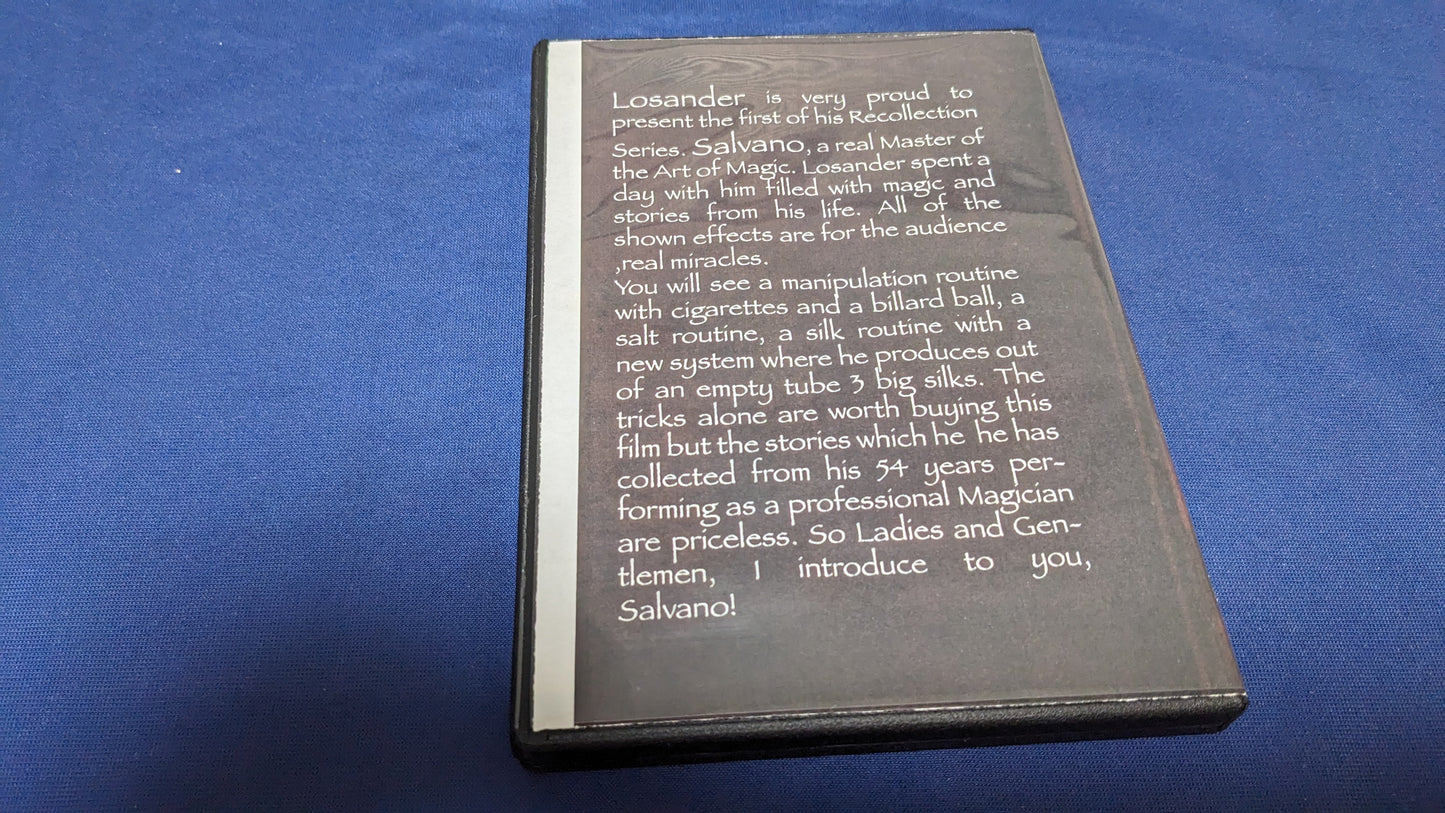 Losander is very proud to
present the first of his Recollection
Series. Salvano, a real Master of
the Art of Magic. Losander spent a
day with him filled with magic and
stories from his life. All of the
shown effects are for the audience
,real miracles.
You will see a manipulation routine
with cigarettes and a billard ball, a
salt routine, a silk routine with a
new system where he produces out
of an empty tube 3 big silks. The
tricks alone are worth buying this
film but the stories which he he has
collected from his 54 years per-
forming as a professional Magician
are priceless. So Ladies and Gen-
tlemen, I introduce to you,
Salvano!